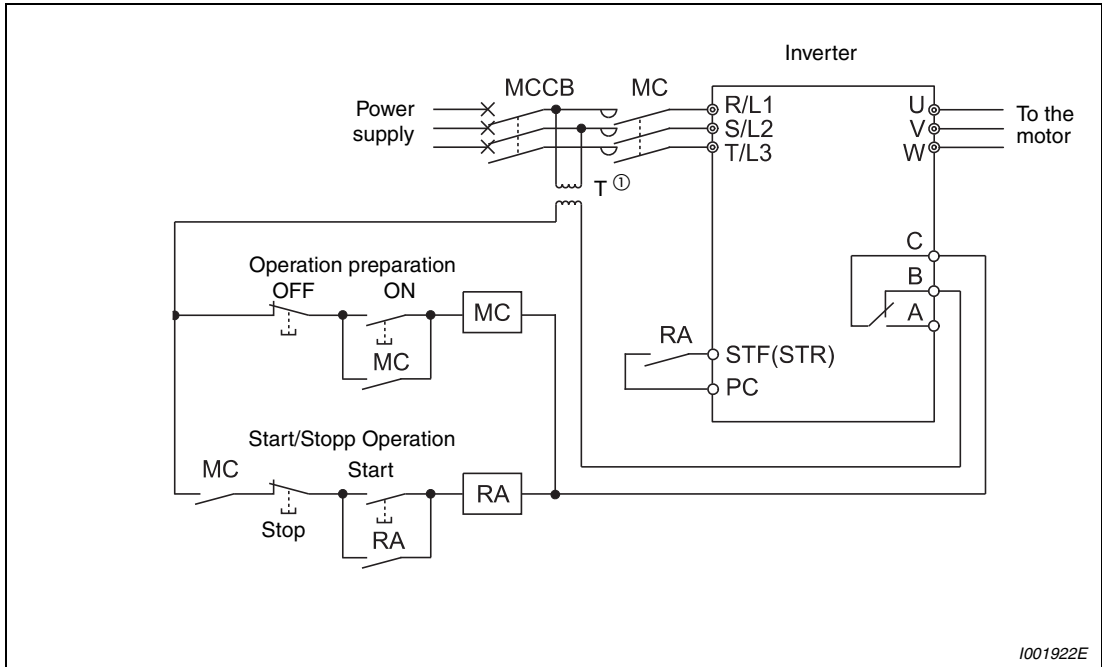 Inverter
MCCB
MC
Power
supply
R/L1
S/L2
T/L3
U
V
W
To the
motor
T ①
C
B
A
Operation preparation
OFF
ON
MC
MC
RA
STF(STR)
PC
Start/Stopp Operation
MC
Start
RA
Stop
RA
I001922E